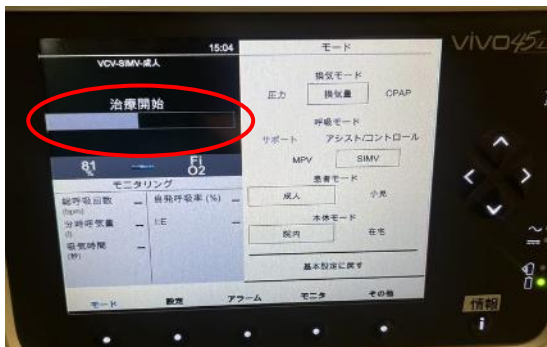 15:04
VCV-SIMV-成人
治療開始
81
%
Fi
O2
モニタリング
総呼吸回数
(bpm)
自発呼吸率 (%)
分時呼気量
(l)
I:E
吸気時間
(秒)
モード
換気モード
圧力 換気量 CPAP
呼吸モード
サポート アシスト/コントロール
MPV SIMV
患者モード
成人 小児
本体モード
院内 在宅
基本設定に戻す
モード 設定 アラーム モニタ その他
VIVO45
情報
i